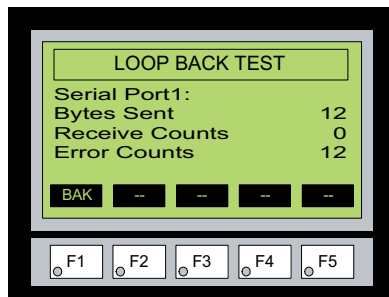 LOOP BACK TEST
Serial Port1:
Bytes Sent 12
Receive Counts 0
Error Counts 12
BAK -- -- -- --
F1 F2 F3 F4 F5